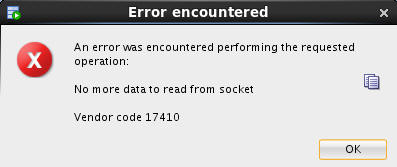 Error encountered
An error was encountered performing the requested
operation:
No more data to read from socket
Vendor code 17410
OK